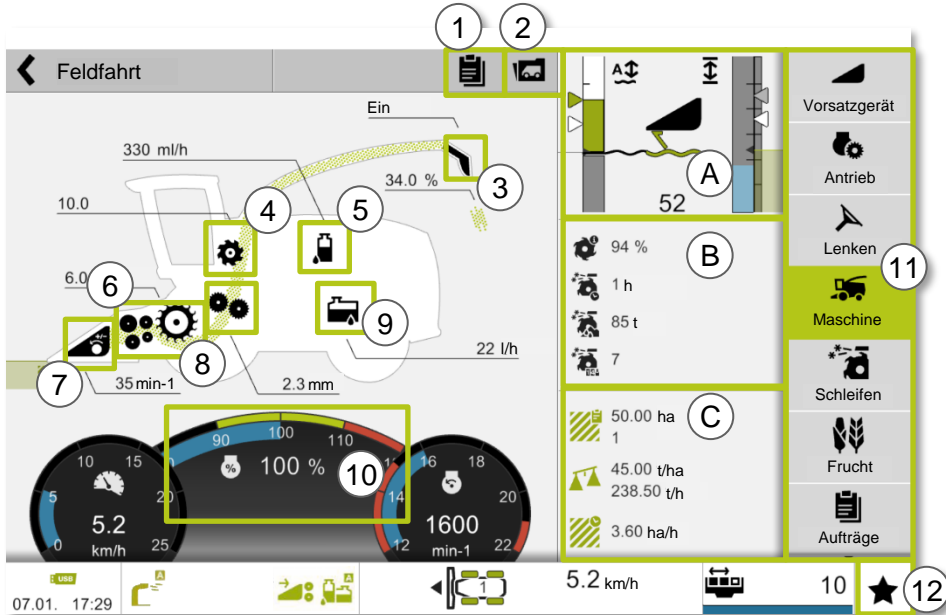 1 2
Feldfahrt
Ein
330 ml/h
34.0 %
3
10.0
4 5
6.0
6
7
8
9
35 min-1
2.3 mm
22 l/h
A
52
A
94 %
B
1 h
85 t
7
50.00 ha
C
1
45.00 t/ha
238.50 t/h
3.60 ha/h
Vorsatzgerät
Antrieb
Lenken
11
Maschine
Schleifen
Frucht
Aufträge
90 100 110
% 100 %
10
0 5 10 15 20 25
5.2
km/h
12 14 16 18 20 22
1600
min-1
USB
07.01. 17:29
A
A
1
5.2 km/h
10
12